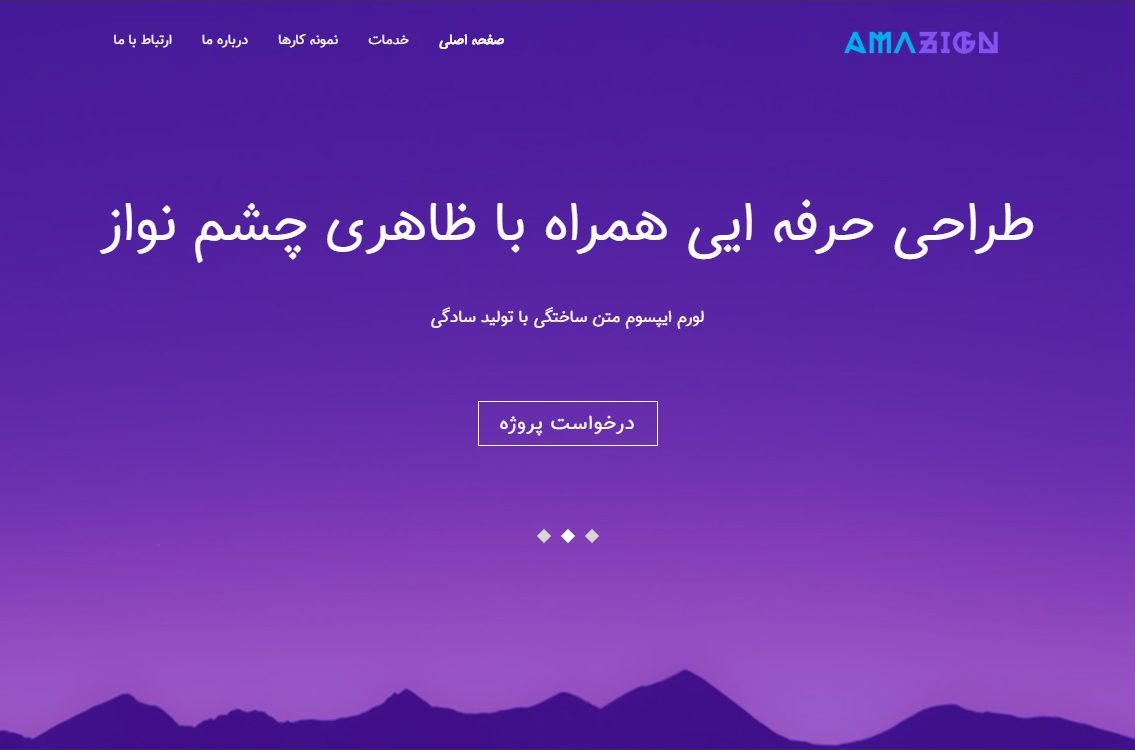 AMAZIGN
صفحه اصلی خدمات نمونه کارها درباره ما ارتباط با ما
طراحی حرفه ایی همراه با ظاهری چشم نواز
لورم ایپسوم متن ساختگی با تولید سادگی
درخواست پروژه